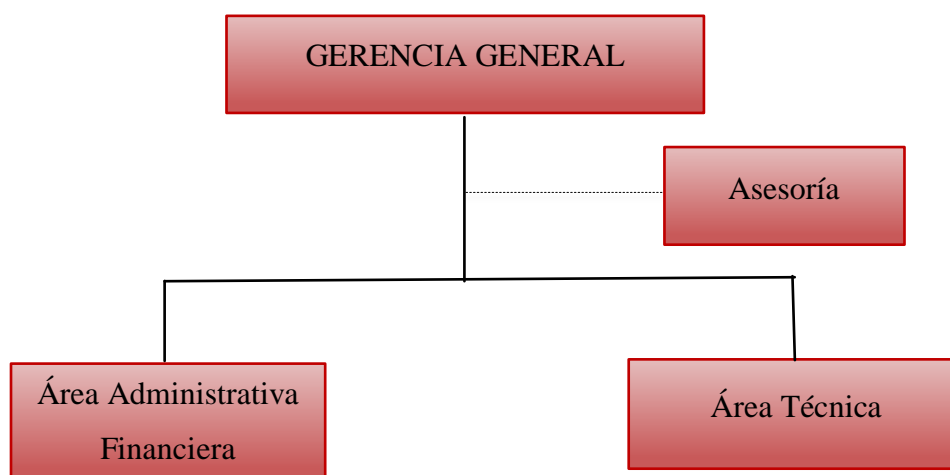 GERENCIA GENERAL
Asesoría
Área Administrativa
Financiera
Área Técnica